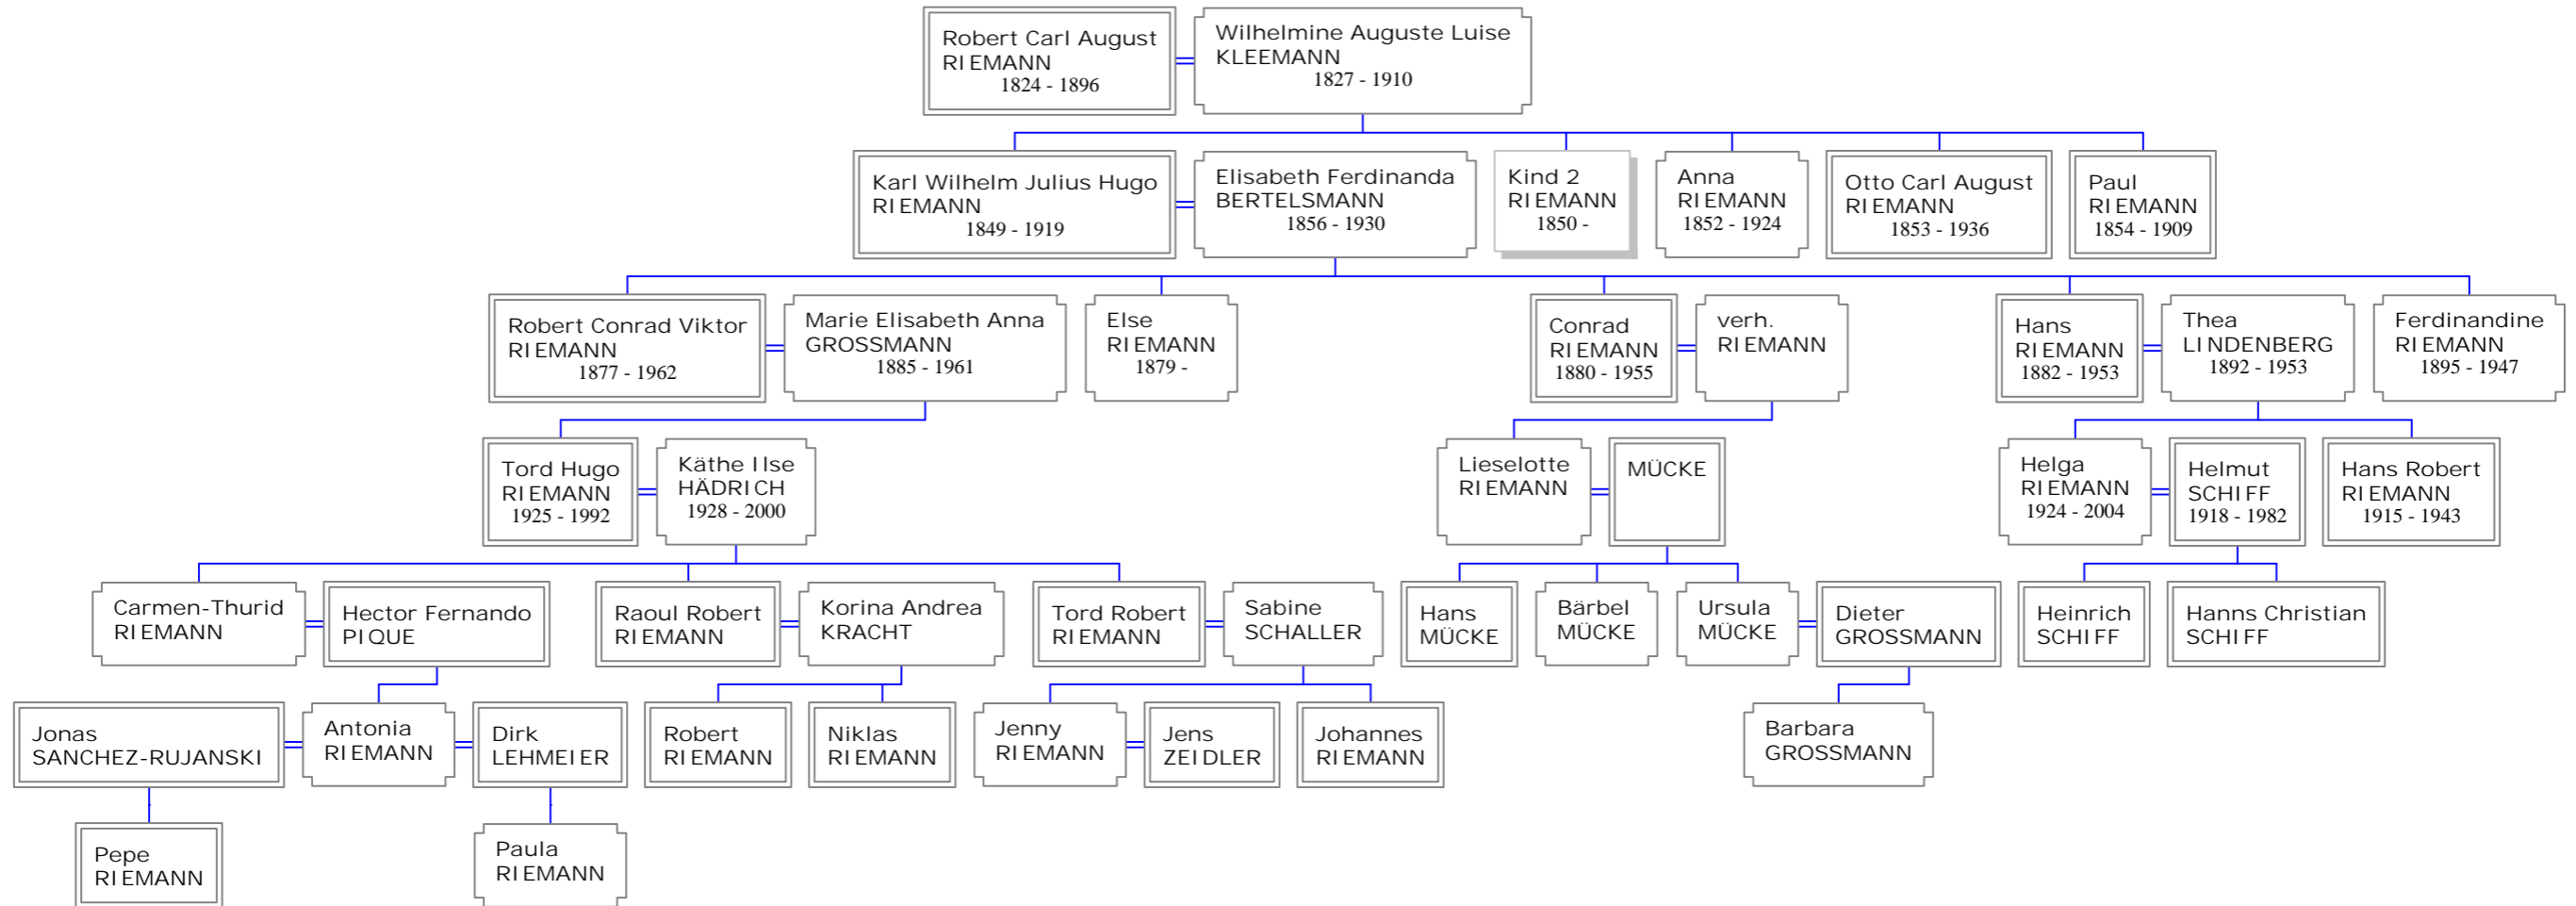 Robert Carl August
RIEMANN
1824 - 1896
Wilhelmine Auguste Luise
KLEEMANN
1827 - 1910
Karl Wilhelm Julius Hugo
RIEMANN
1849 - 1919
Elisabeth Ferdinanda
BERTELSMANN
1856 - 1930
Kind 2
RIEMANN
1850 -
Anna
RIEMANN
1852 - 1924
Otto Carl August
RIEMANN
1853 - 1936
Paul
RIEMANN
1854 - 1909
Robert Conrad Viktor
RIEMANN
1877 - 1962
Marie Elisabeth Anna
GROSSMANN
1885 - 1961
Else
RIEMANN
1879 -
Conrad
RIEMANN
1880 - 1955
verh.
RIEMANN
Hans
RIEMANN
1882 - 1953
Thea
LINDENBERG
1892 - 1953
Ferdinandine
RIEMANN
1895 - 1947
Tord Hugo
RIEMANN
1925 - 1992
Käthe Ilse
HÄDRICH
1928 - 2000
Lieselotte
RIEMANN
MÜCKE
Helga
RIEMANN
1924 - 2004
Helmut
SCHIFF
1918 - 1982
Hans Robert
RIEMANN
1915 - 1943
Carmen-Thurid
RIEMANN
Hector Fernando
PIQUE
Raoul Robert
RIEMANN
Korina Andrea
KRACHT
Tord Robert
RIEMANN
Sabine
SCHALLER
Hans
MÜCKE
Bärbel
MÜCKE
Ursula
MÜCKE
Dieter
GROSSMANN
Heinrich
SCHIFF
Hanns Christian
SCHIFF
Jonas
SANCHEZ-RUJANSKI
Antonia
RIEMANN
Dirk
LEHMEIER
Robert
RIEMANN
Niklas
RIEMANN
Jenny
RIEMANN
Jens
ZEIDLER
Johannes
RIEMANN
Barbara
GROSSMANN
Pepe
RIEMANN
Paula
RIEMANN